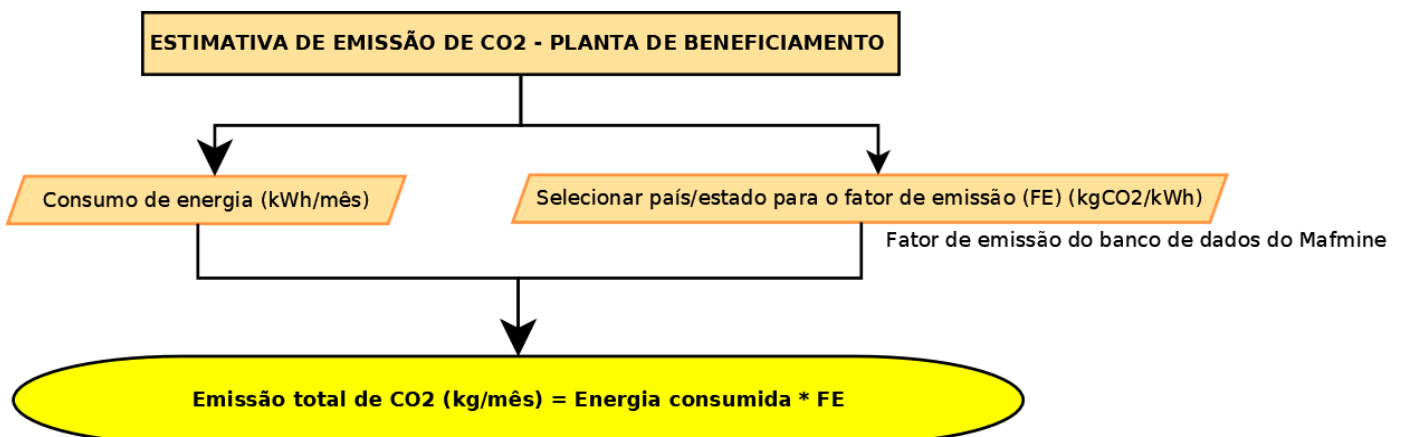 ESTIMATIVA DE EMISSÃO DE CO2 - PLANTA DE BENEFICIAMENTO
Consumo de energia (kWh/mês)
Selecionar país/estado para o fator de emissão (FE) (kgCO2/kWh)
Fator de emissão do banco de dados do Mafmine
Emissão total de CO2 (kg/mês) = Energia consumida * FE